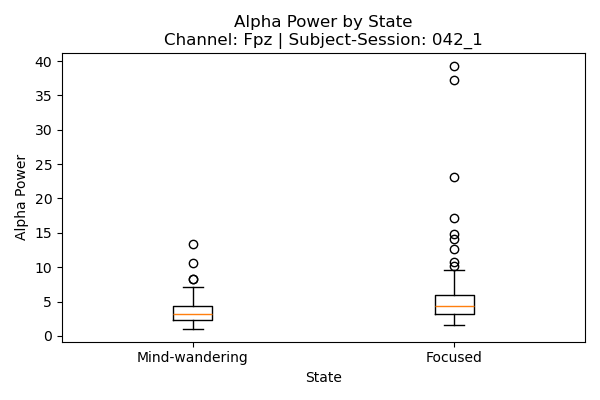 Alpha Power by State
Channel: Fpz | Subject-Session: 042_1
40
35
30
25
20
15
10
5
0
Alpha Power
Mind-wandering
Focused
State